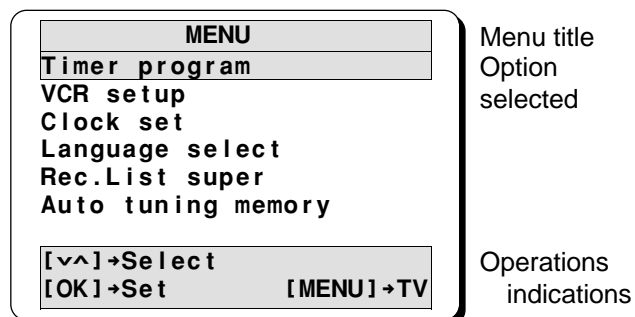 MENU
Menu title
Timer program
Option
VCR setup
selected
Clock set
Language select
Rec.List super
Auto tuning memory
[∨∧]→Select
Operations
[OK]→Set [MENU]→TV
indications